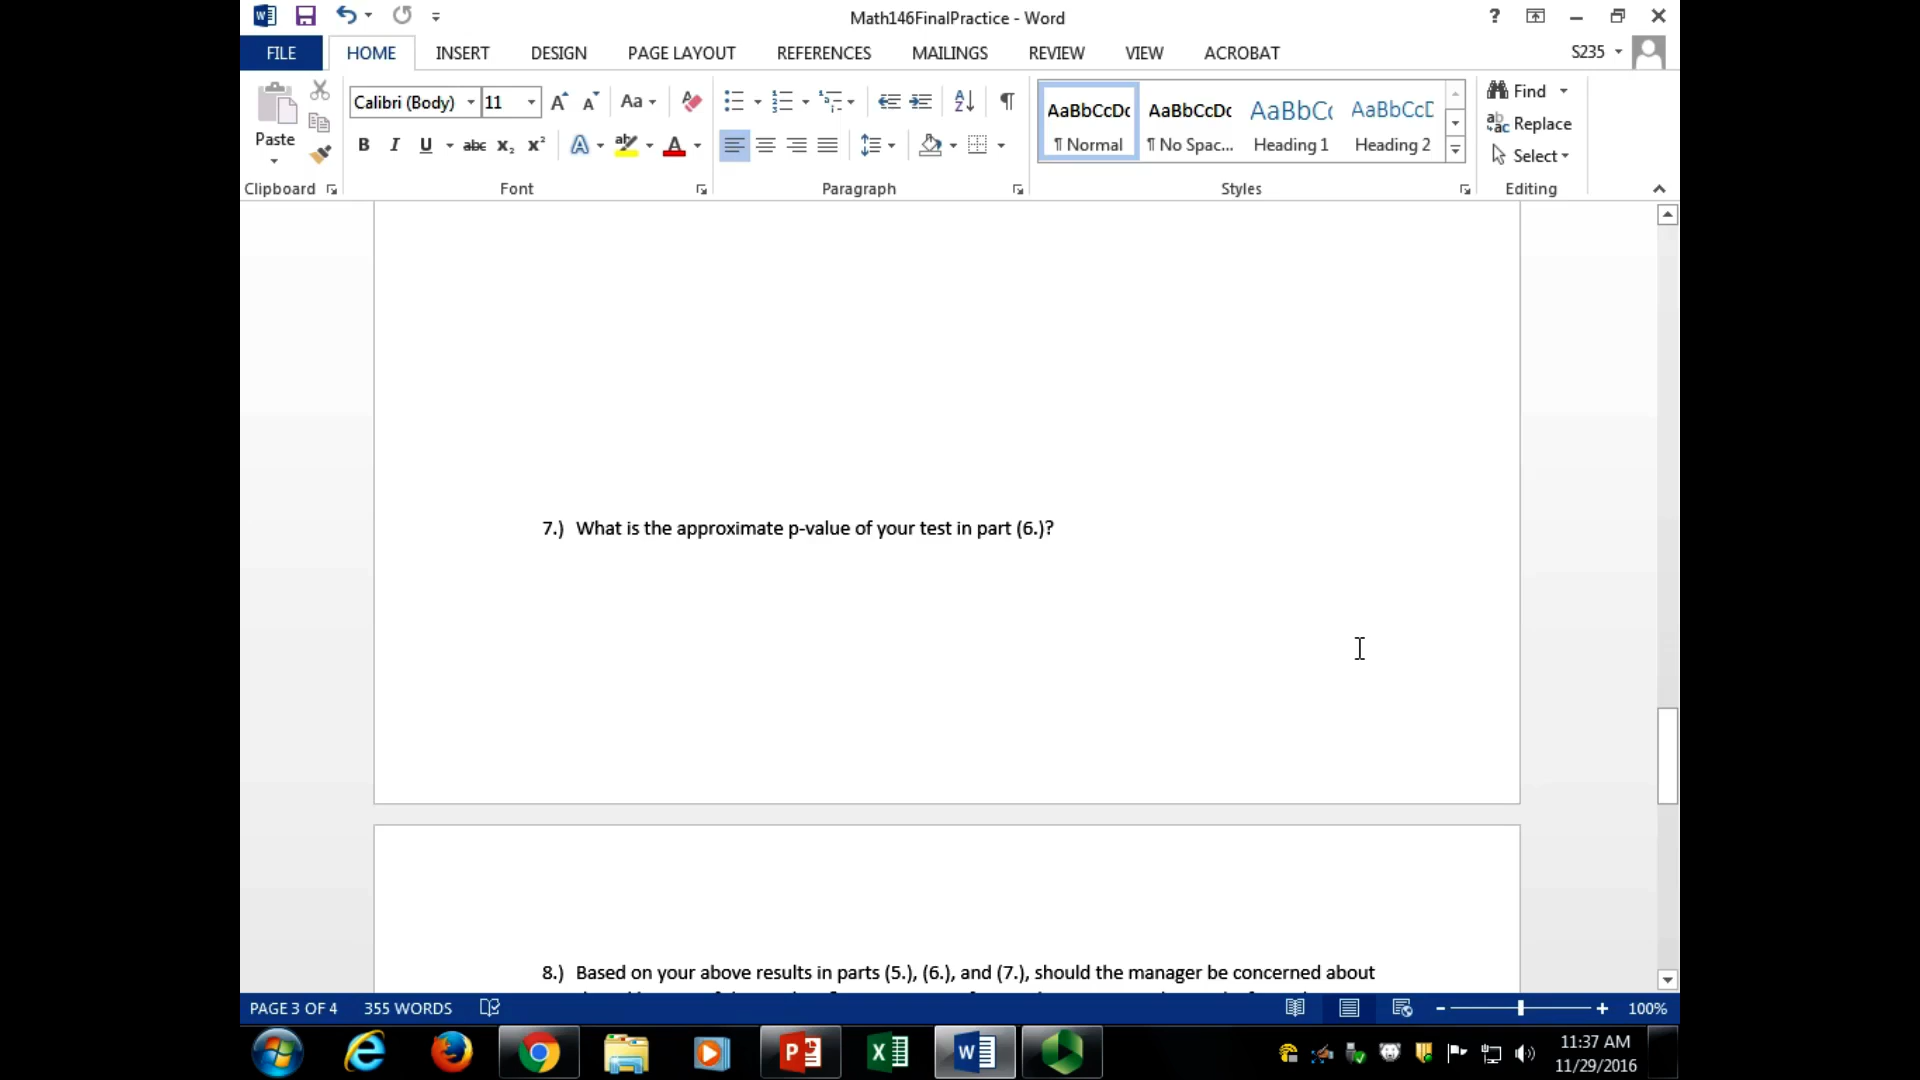 Math146FinalPractice - Word
FILE HOME INSERT DESIGN PAGE LAYOUT REFERENCES MAILINGS REVIEW VIEW ACROBAT S235
Calibri (Body) 11 Aa
AaBbCcDc AaBbCcDc AaBbC AaBbCcD
Find
Paste
Replace
B I U abc x₂ x² A
¶ Normal ¶ No Spac... Heading 1 Heading 2
Select
Clipboard Font Paragraph Styles Editing
7.) What is the approximate p-value of your test in part (6.)?
8.) Based on your above results in parts (5.), (6.), and (7.), should the manager be concerned about
PAGE 3 OF 4 355 WORDS 100%
11:37 AM
11/29/2016